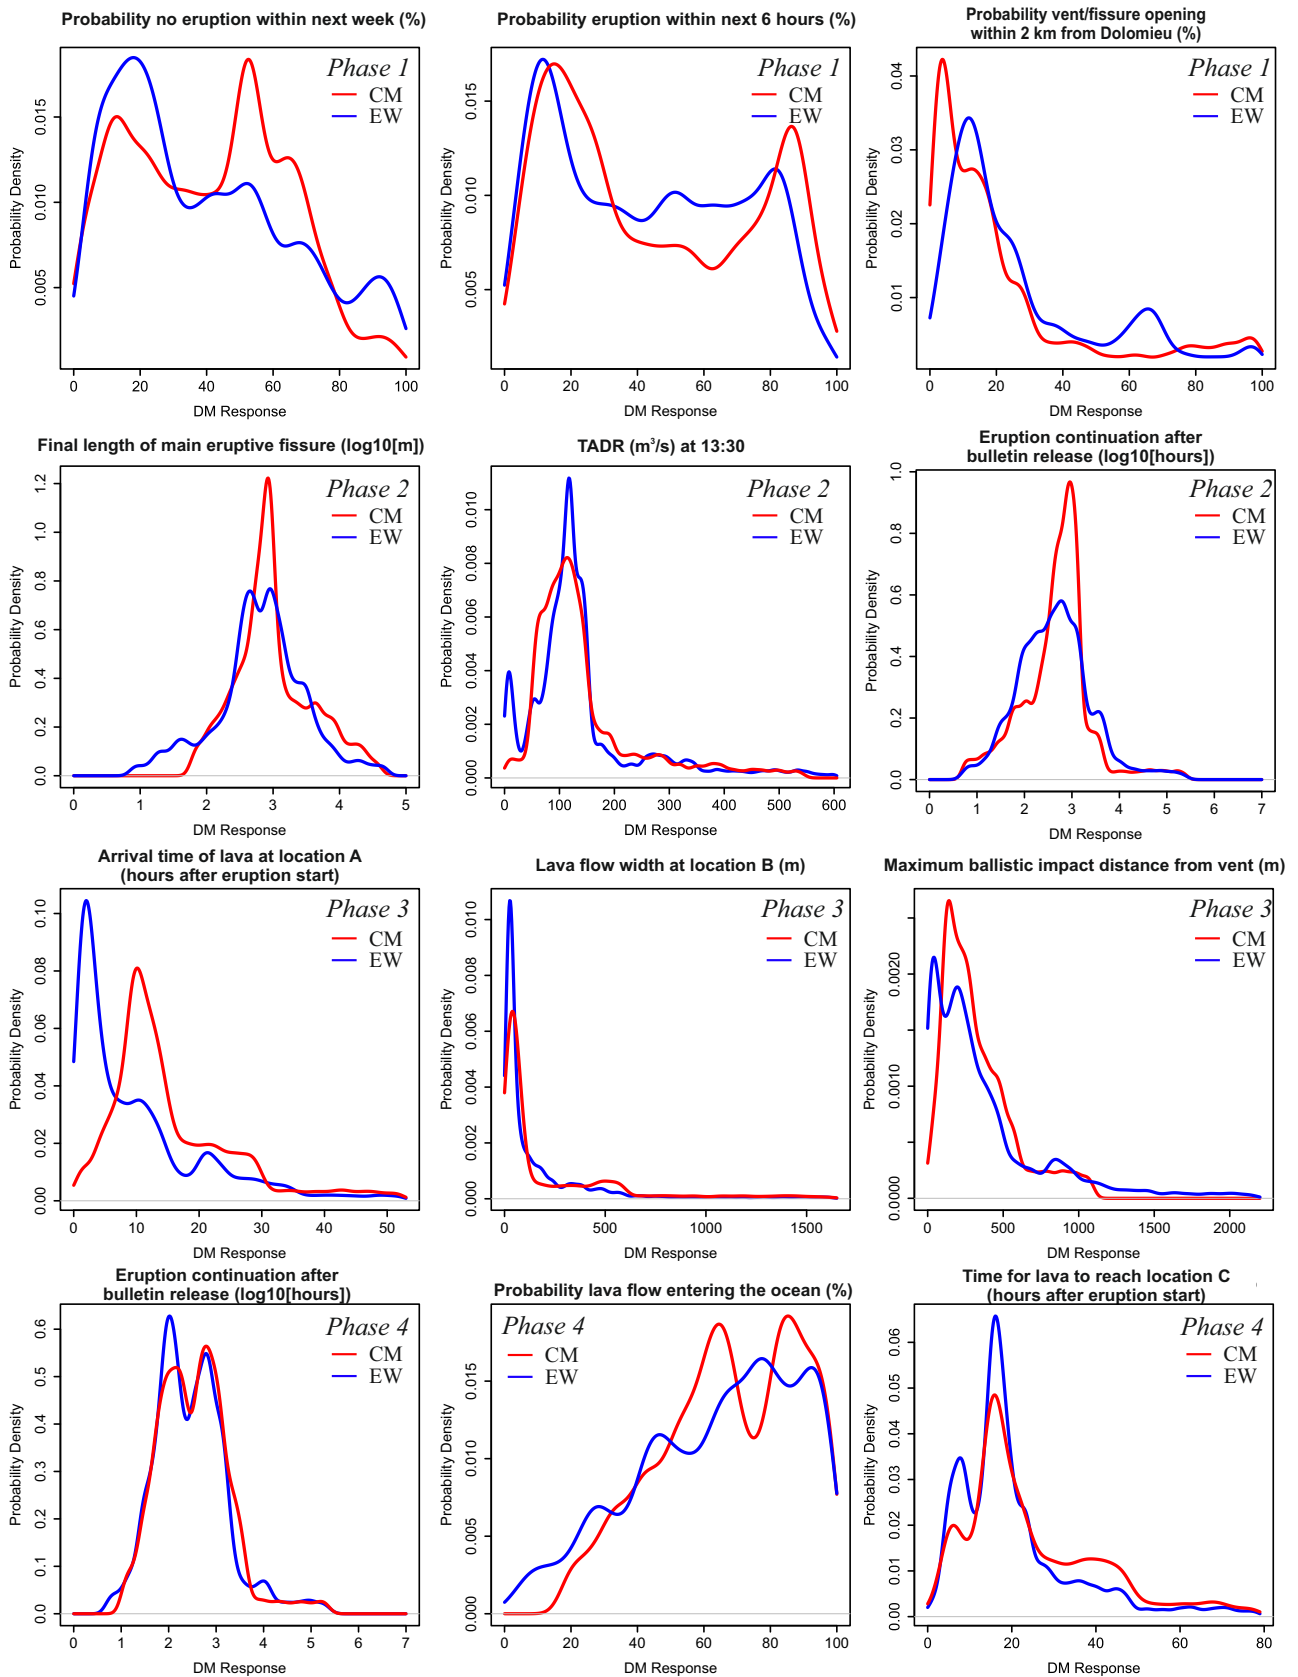 Probability no eruption within next week (%)
Phase 1
CM
EW
Probability Density
0.005
0.010
0.015
0 20 40 60 80 100
DM Response
Probability eruption within next 6 hours (%)
Phase 1
CM
EW
Probability Density
0.005
0.010
0.015
0 20 40 60 80 100
DM Response
Probability vent/fissure opening
within 2 km from Dolomieu (%)
Phase 1
CM
EW
Probability Density
0.01
0.02
0.03
0.04
0 20 40 60 80 100
DM Response
Final length of main eruptive fissure (log10[m])
Phase 2
CM
EW
Probability Density
0.0
0.2
0.4
0.6
0.8
1.0
1.2
0 1 2 3 4 5
DM Response
TADR (m³/s) at 13:30
Phase 2
CM
EW
Probability Density
0.000
0.002
0.004
0.006
0.008
0.010
0 100 200 300 400 500 600
DM Response
Eruption continuation after
bulletin release (log10[hours])
Phase 2
CM
EW
Probability Density
0.0
0.2
0.4
0.6
0.8
1.0
0 1 2 3 4 5 6 7
DM Response
Arrival time of lava at location A
(hours after eruption start)
Phase 3
CM
EW
Probability Density
0.00
0.02
0.04
0.06
0.08
0.10
0 10 20 30 40 50
DM Response
Lava flow width at location B (m)
Phase 3
CM
EW
Probability Density
0.000
0.002
0.004
0.006
0.008
0.010
0 500 1000 1500
DM Response
Maximum ballistic impact distance from vent (m)
Phase 3
CM
EW
Probability Density
0.0000
0.0010
0.0020
0 500 1000 1500 2000
DM Response
Eruption continuation after
bulletin release (log10[hours])
Phase 4
CM
EW
Probability Density
0.0
0.1
0.2
0.3
0.4
0.5
0.6
0 1 2 3 4 5 6 7
DM Response
Probability lava flow entering the ocean (%)
Phase 4
CM
EW
Probability Density
0.000
0.005
0.010
0.015
0 20 40 60 80 100
DM Response
Time for lava to reach location C
(hours after eruption start)
Phase 4
CM
EW
Probability Density
0.00
0.01
0.02
0.03
0.04
0.05
0.06
0 20 40 60 80
DM Response